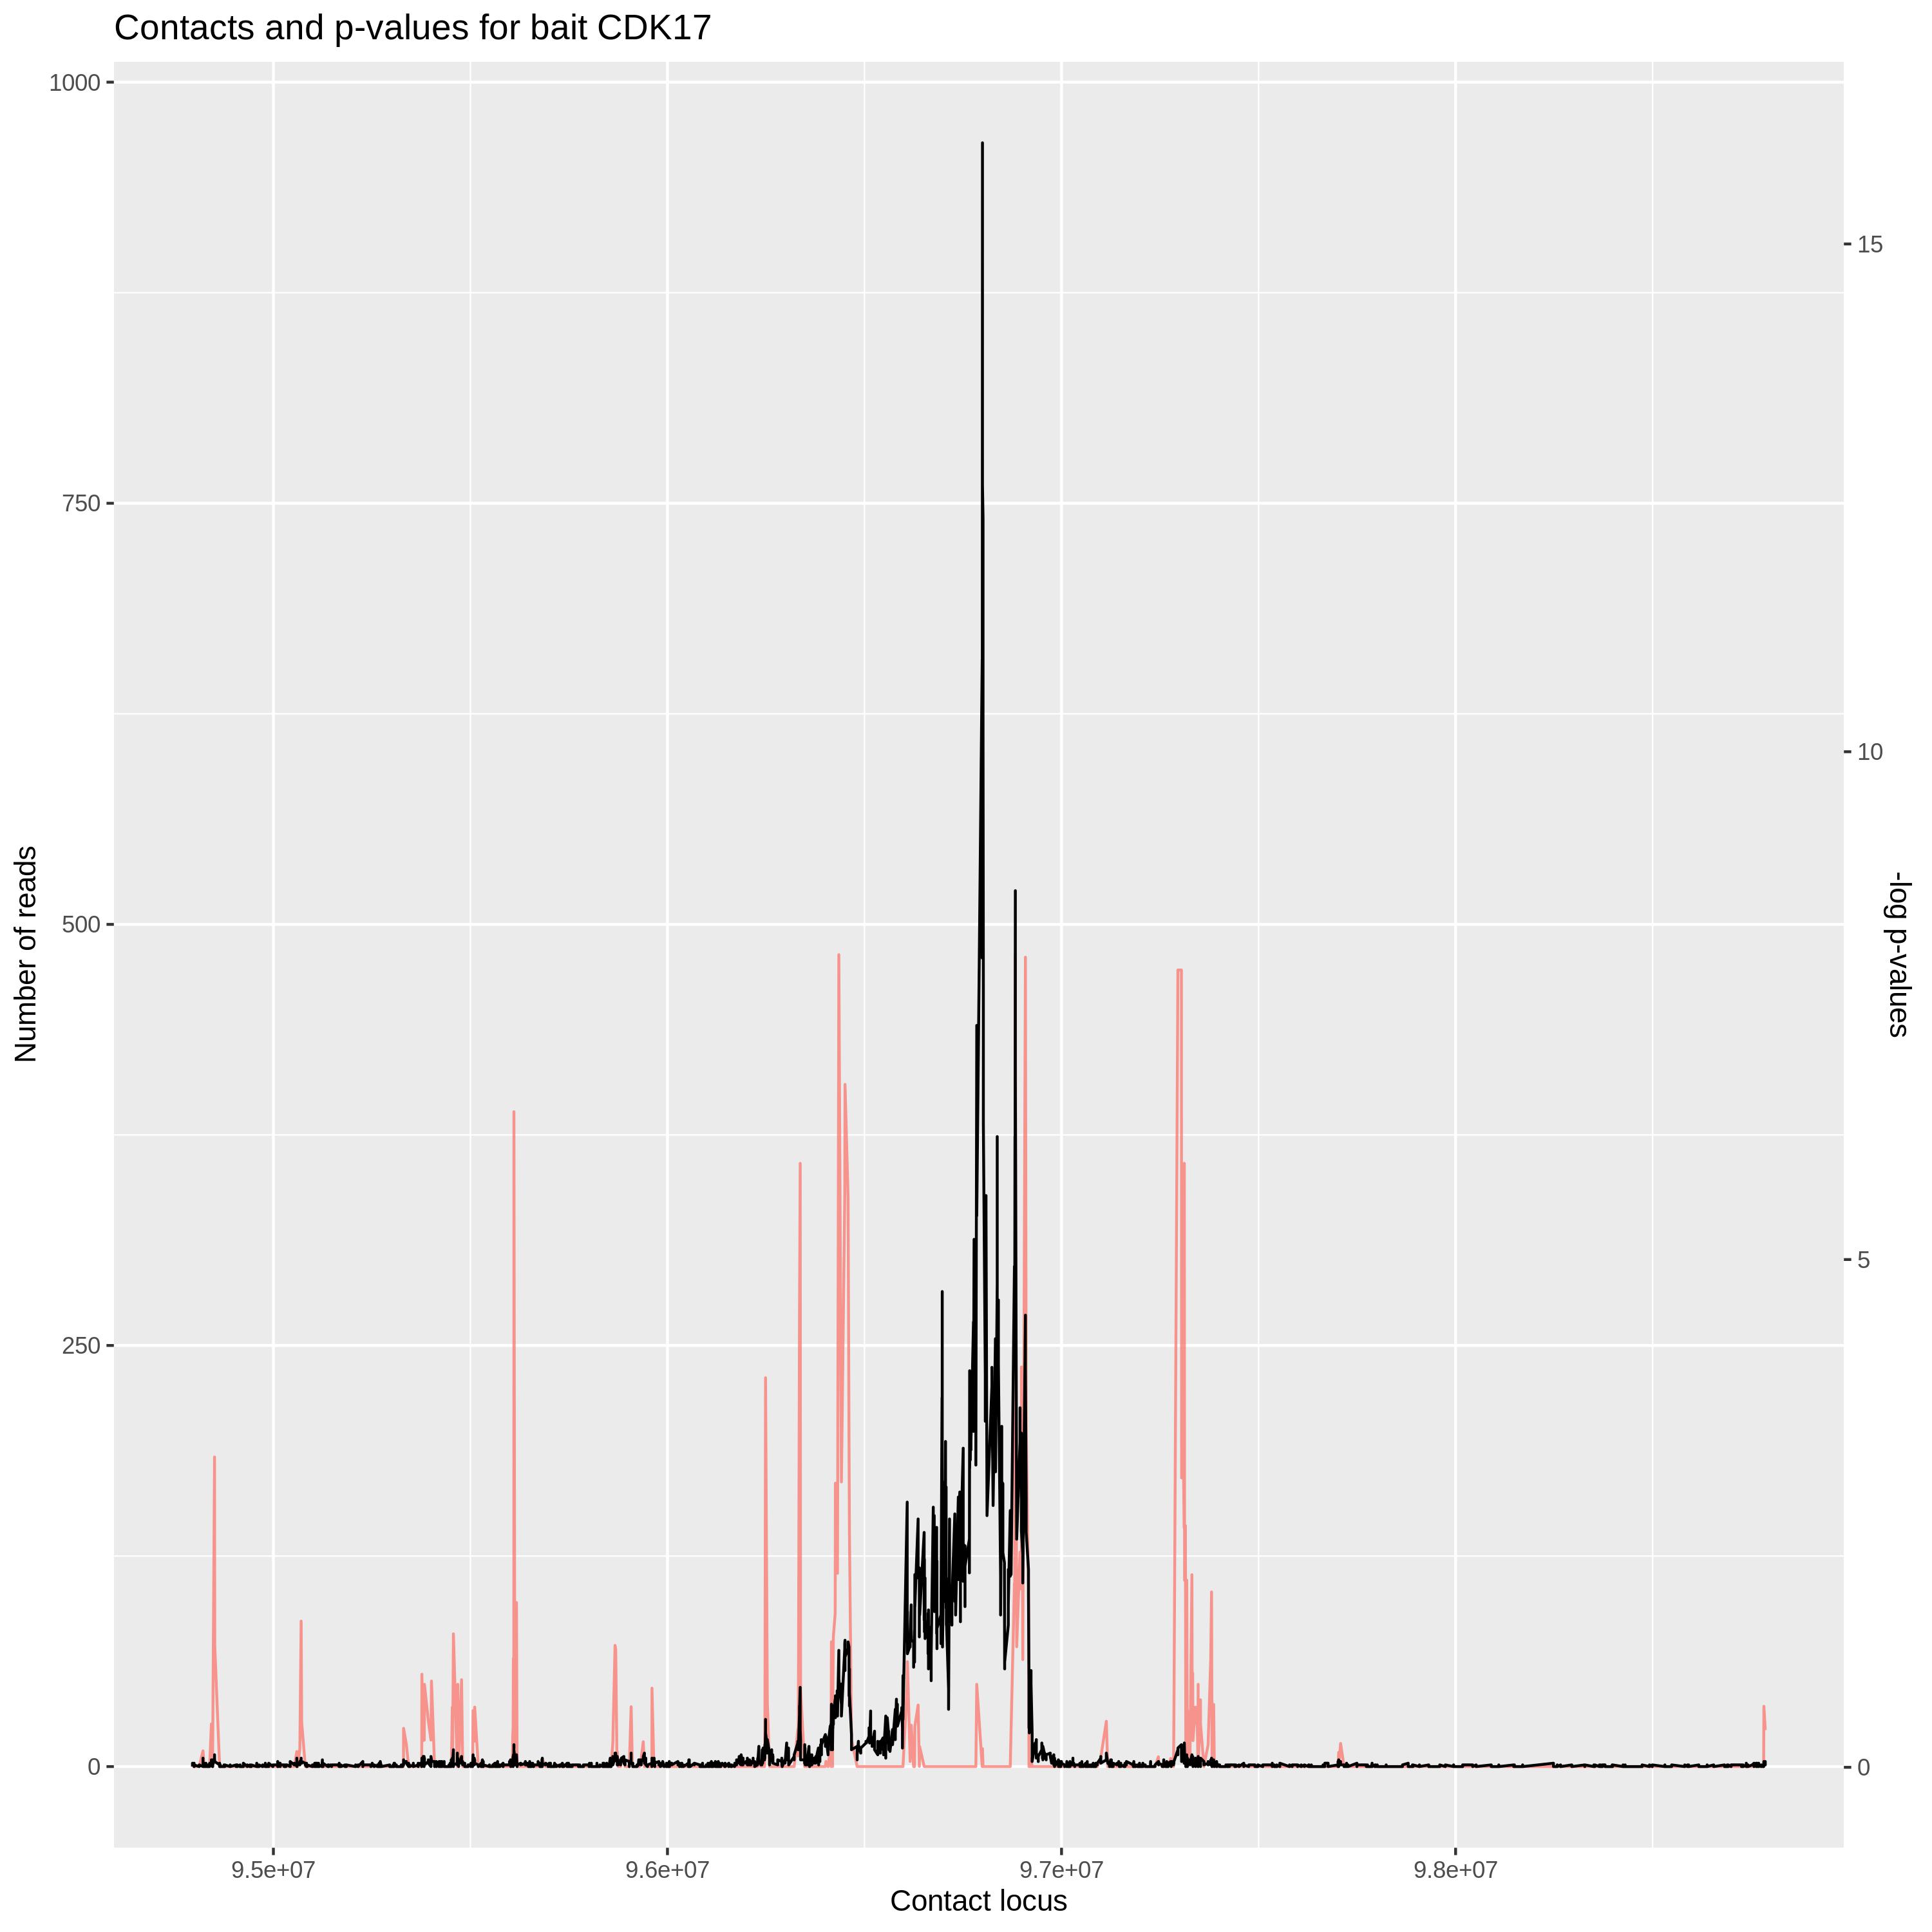 Contacts and p-values for bait CDK17
1000
750
500
250
0
Number of reads
15
10
5
0
-log p-values
9.5e+07
9.6e+07
9.7e+07
9.8e+07
Contact locus